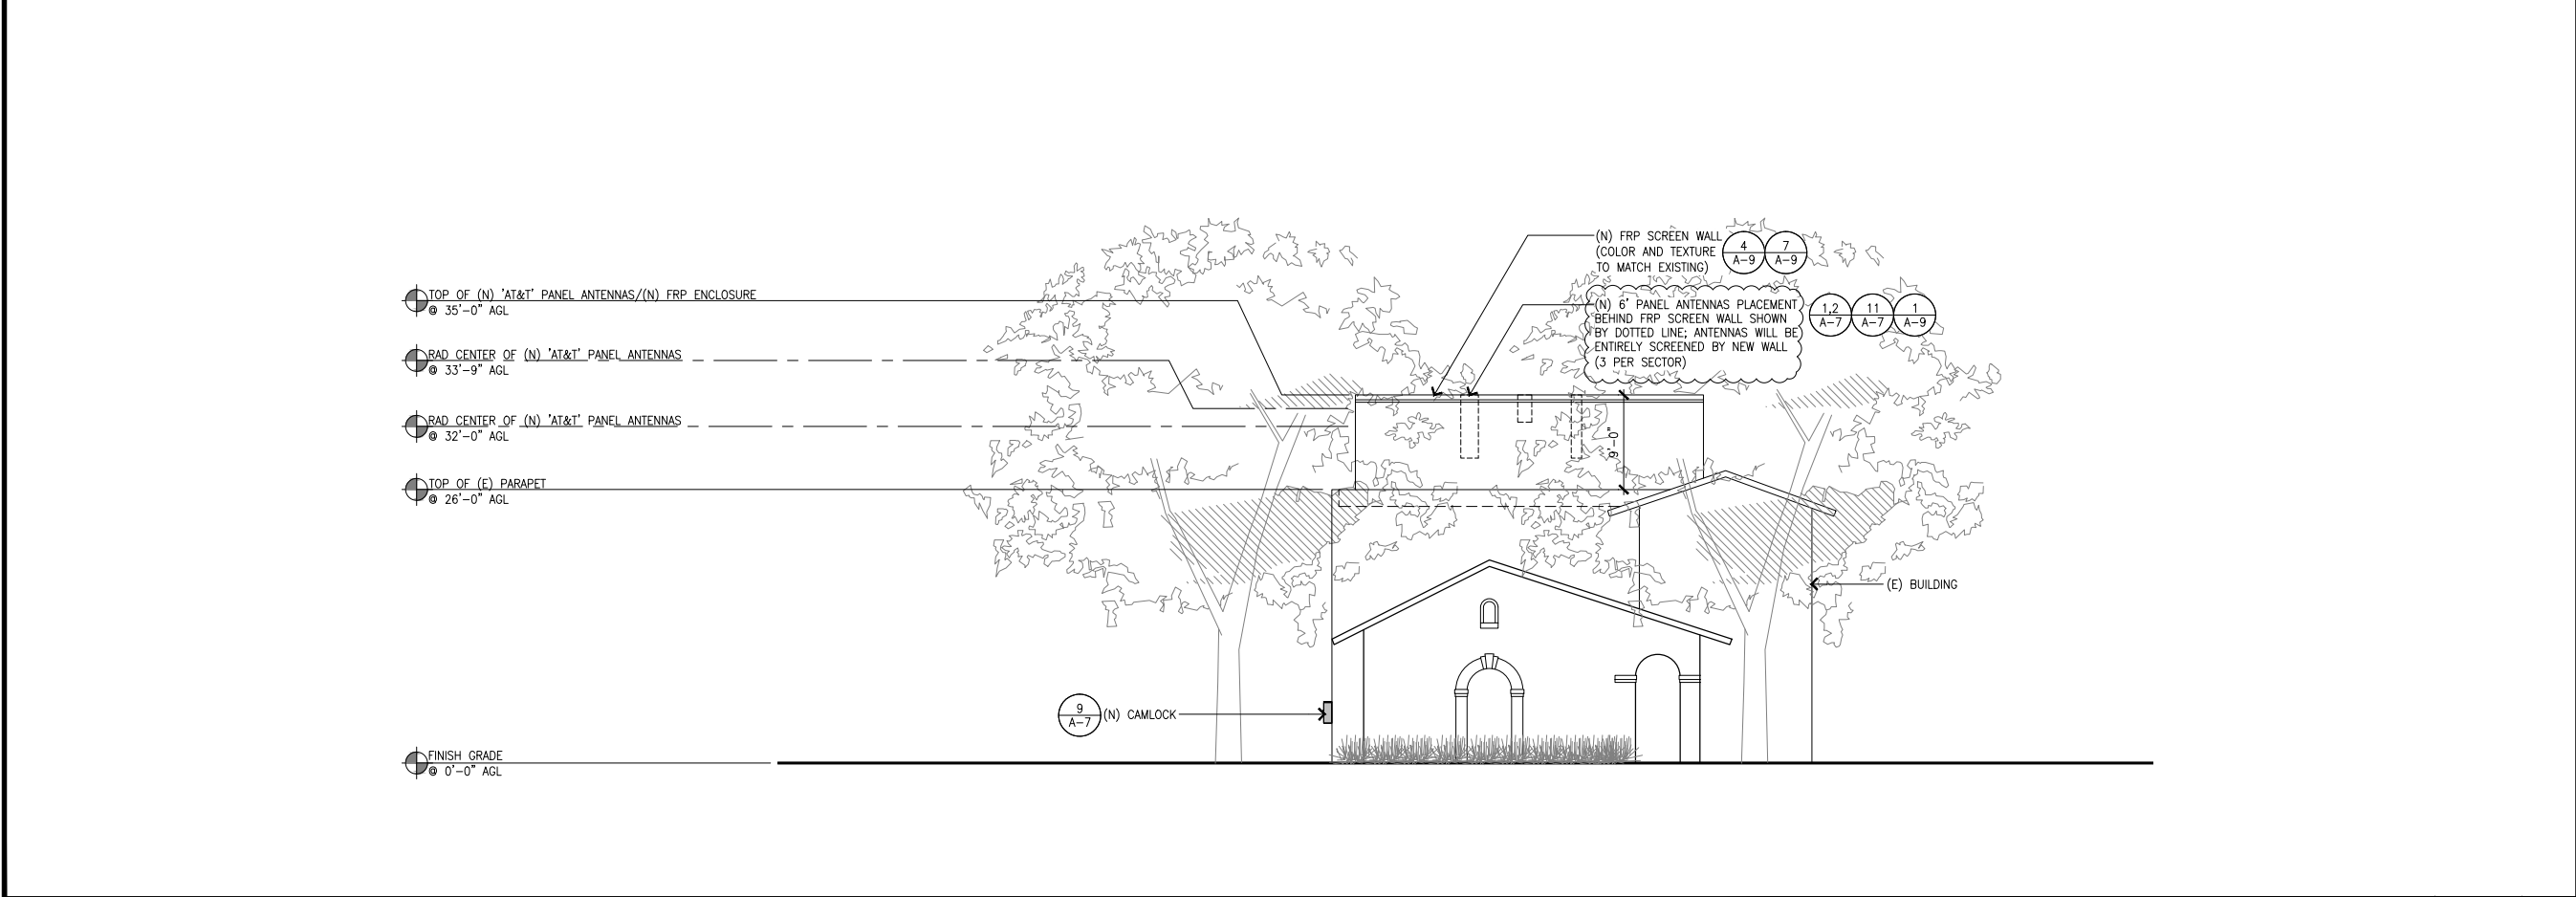 TOP OF (N) 'AT&T' PANEL ANTENNAS/(N) FRP ENCLOSURE
@ 35'-0" AGL
RAD CENTER OF (N) 'AT&T' PANEL ANTENNAS
@ 33'-9" AGL
RAD CENTER OF (N) 'AT&T' PANEL ANTENNAS
@ 32'-0" AGL
TOP OF (E) PARAPET
@ 26'-0" AGL
FINISH GRADE
@ 0'-0" AGL
(N) FRP SCREEN WALL
(COLOR AND TEXTURE
TO MATCH EXISTING)
4
A-9
7
A-9
(N) 6' PANEL ANTENNAS PLACEMENT
BEHIND FRP SCREEN WALL SHOWN
BY DOTTED LINE; ANTENNAS WILL BE
ENTIRELY SCREENED BY NEW WALL
(3 PER SECTOR)
1,2
A-7
11
A-7
1
A-9
9'-0"
(E) BUILDING
9
A-7
(N) CAMLOCK